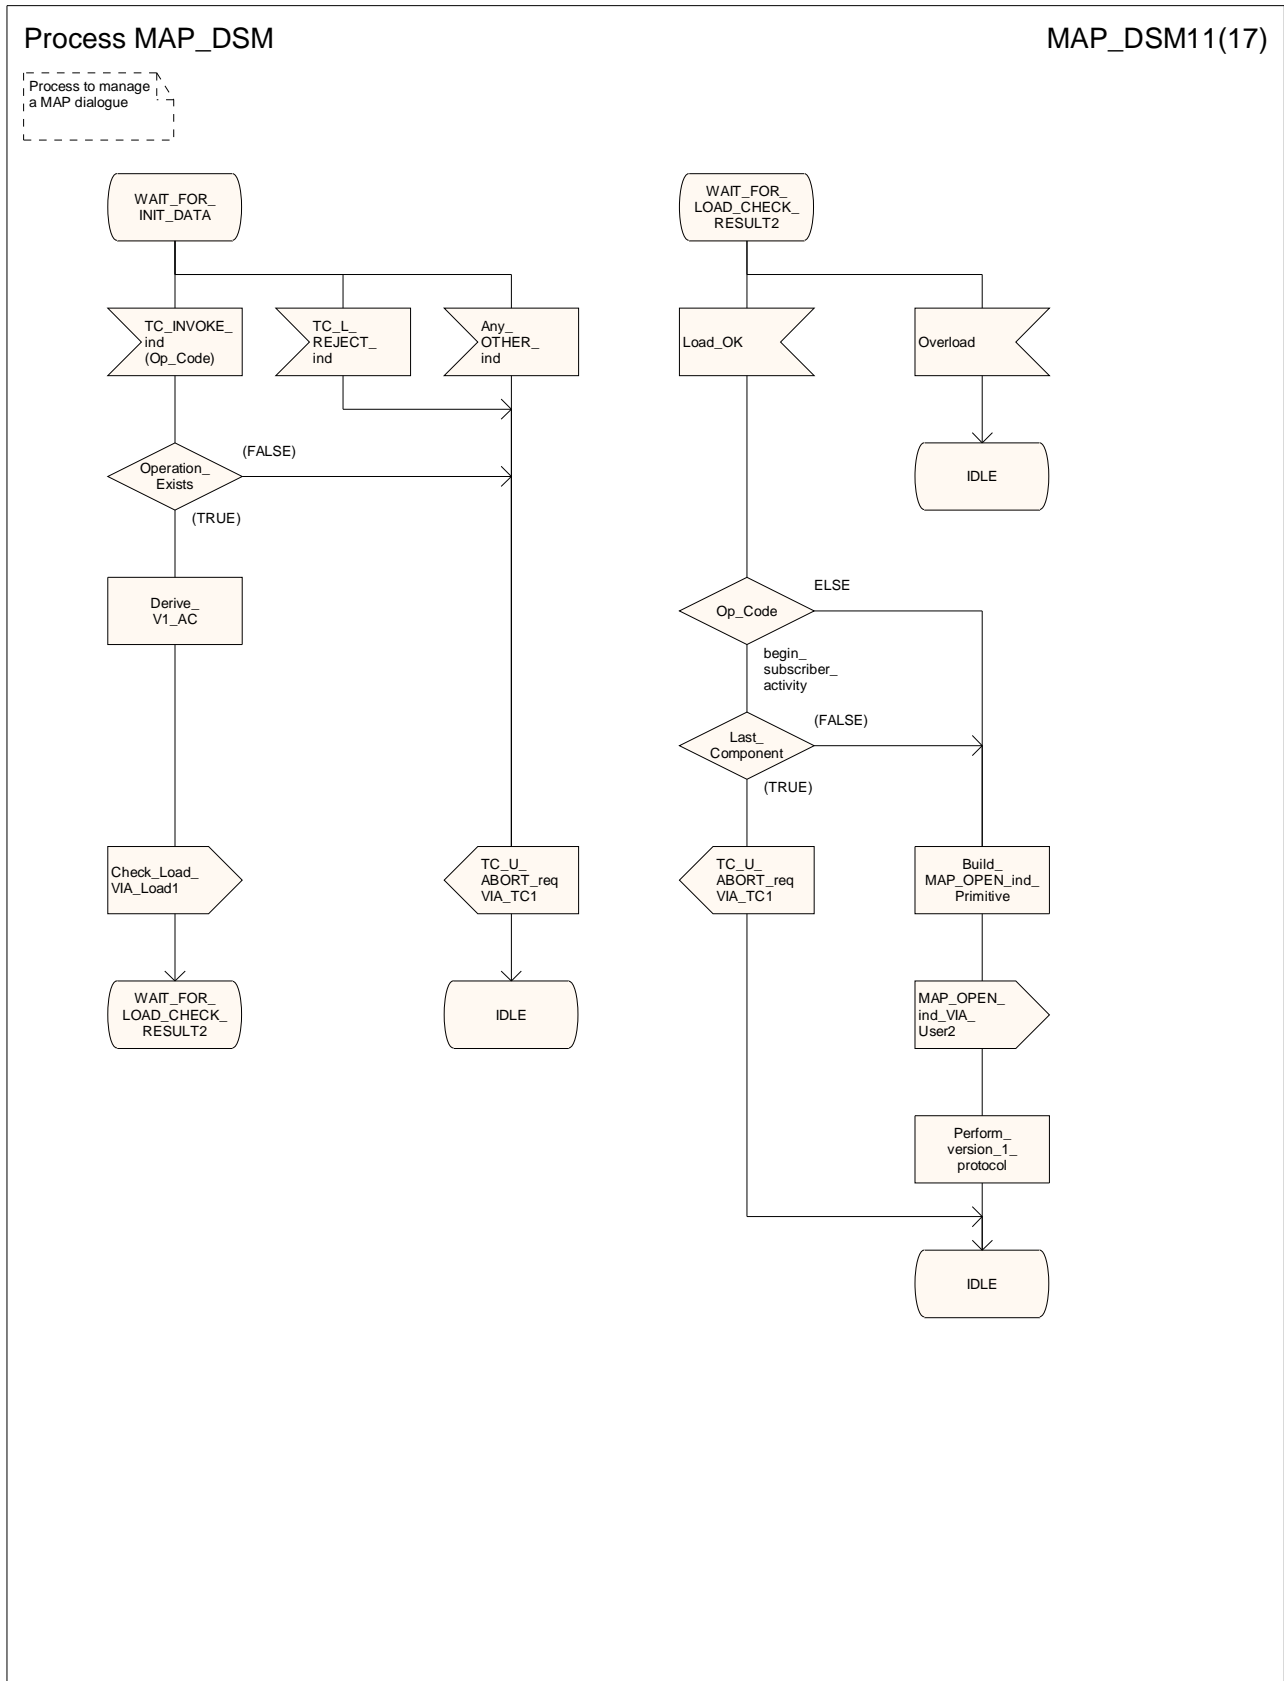 Process MAP_DSM
MAP_DSM11(17)
Process to manage
a MAP dialogue
WAIT_FOR_
INIT_DATA
TC_INVOKE_
ind
(Op_Code)
TC_L_
REJECT_
ind
Any_
OTHER_
ind
Operation_
Exists
(FALSE)
(TRUE)
Derive_
V1_AC
Check_Load_
VIA_Load1
TC_U_
ABORT_req
VIA_TC1
WAIT_FOR_
LOAD_CHECK_
RESULT2
IDLE
WAIT_FOR_
LOAD_CHECK_
RESULT2
Load_OK
Overload
IDLE
Op_Code
ELSE
begin_
subscriber_
activity
Last_
Component
(FALSE)
(TRUE)
TC_U_
ABORT_req
VIA_TC1
Build_
MAP_OPEN_ind_
Primitive
MAP_OPEN_
ind_VIA_
User2
Perform_
version_1_
protocol
IDLE